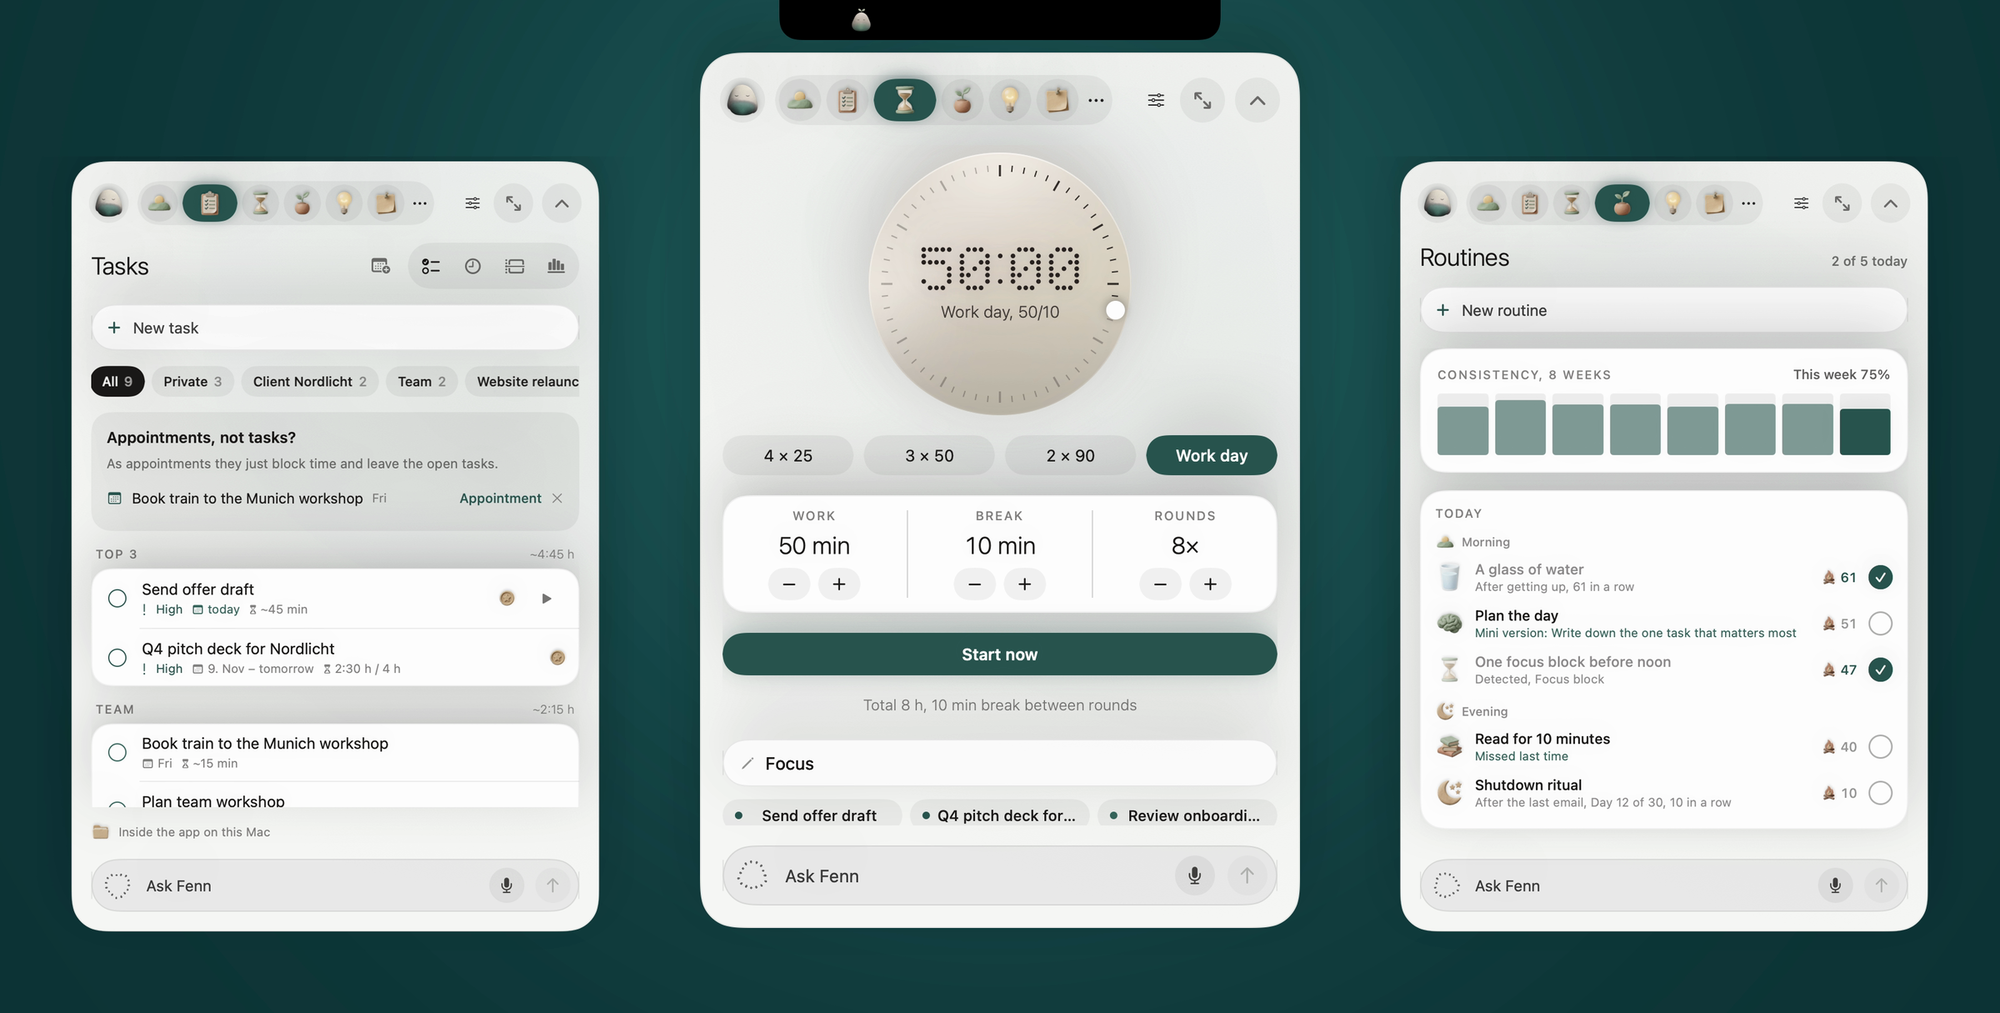 Tasks
New task
All 9
Private 3
Client Nordlicht 2
Team 2
Website relaunc
Appointments, not tasks?
As appointments they just block time and leave the open tasks.
Book train to the Munich workshop Fri
Appointment
TOP 3
~4:45 h
Send offer draft
! High today ~45 min
Q4 pitch deck for Nordlicht
! High 9. Nov – tomorrow 2:30 h / 4 h
TEAM
~2:15 h
Book train to the Munich workshop
Fri ~15 min
Plan team workshop
Inside the app on this Mac
Ask Fenn
50:00
Work day, 50/10
4 × 25
3 × 50
2 × 90
Work day
WORK
50 min
− +
BREAK
10 min
− +
ROUNDS
8×
− +
Start now
Total 8 h, 10 min break between rounds
Focus
Send offer draft
Q4 pitch deck for...
Review onboardi...
Ask Fenn
Routines
2 of 5 today
New routine
CONSISTENCY, 8 WEEKS
This week 75%
TODAY
Morning
A glass of water
After getting up, 61 in a row
61
Plan the day
Mini version: Write down the one task that matters most
51
One focus block before noon
Detected, Focus block
47
Evening
Read for 10 minutes
Missed last time
40
Shutdown ritual
After the last email, Day 12 of 30, 10 in a row
10
Ask Fenn